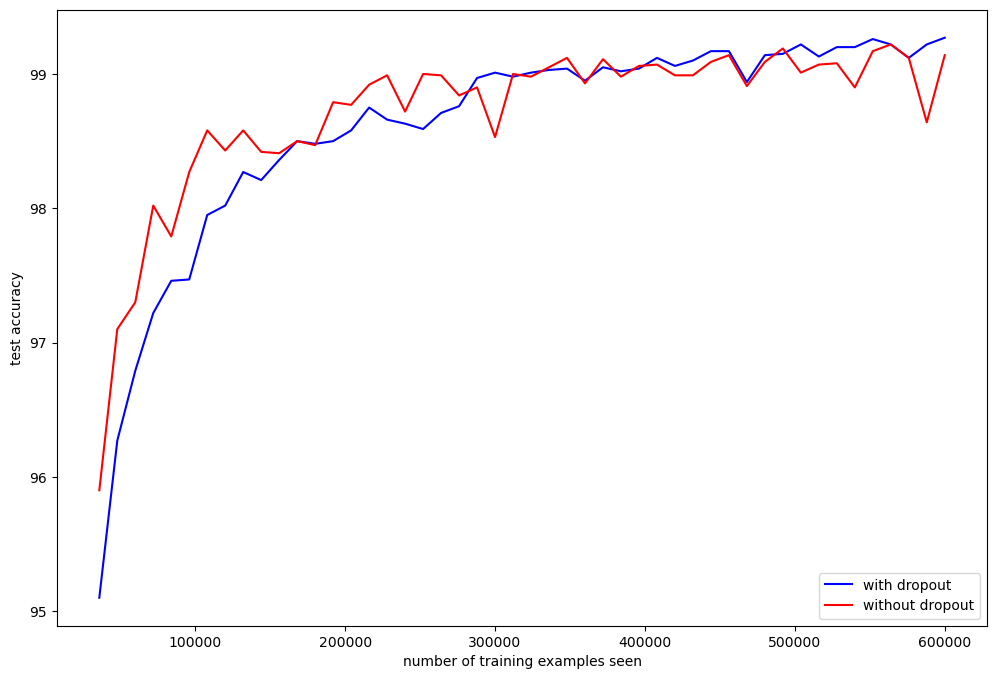 99
98
97
96
95
test accuracy
100000
200000
300000
400000
500000
600000
number of training examples seen
with dropout
without dropout